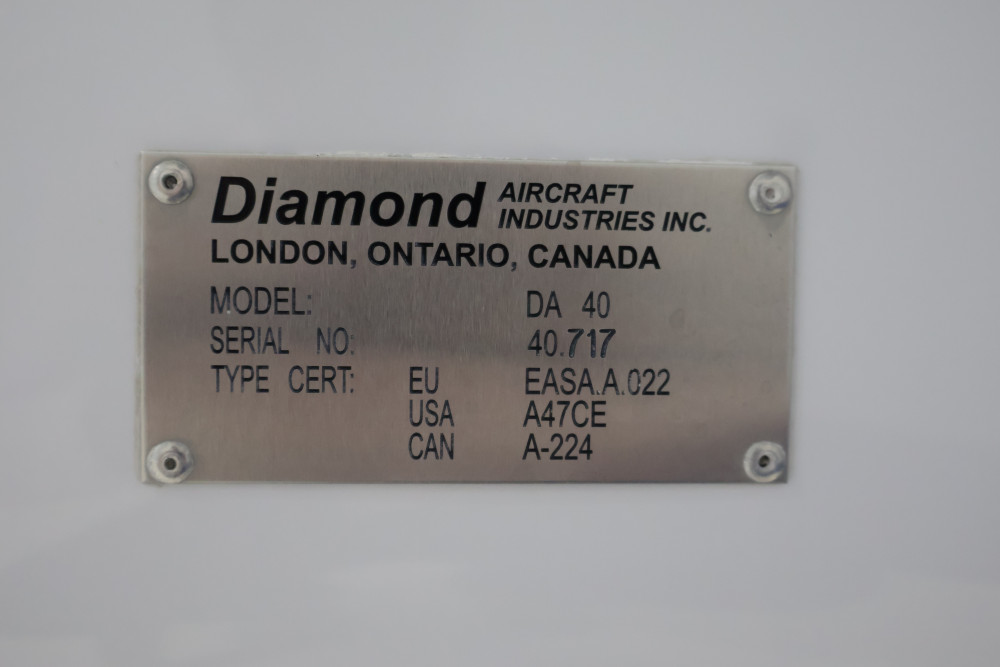 Diamond AIRCRAFT INDUSTRIES INC.
LONDON, ONTARIO, CANADA
MODEL: DA 40
SERIAL NO: 40.717
TYPE CERT: EU EASA.A.022
USA A47CE
CAN A-224